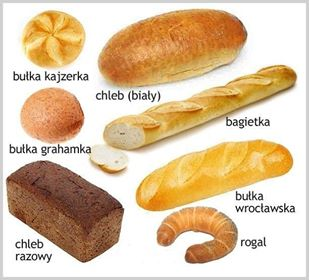 bułka kajzerka
chleb (biały)
bagietka
bułka grahamka
bułka
wrocławska
chleb
razowy
rogal